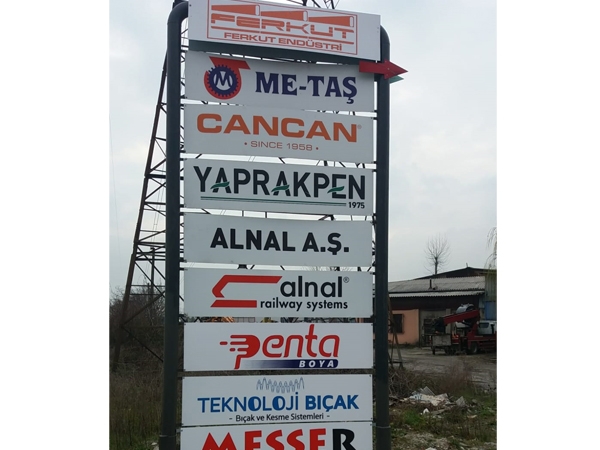 FERKUT
FERKUT ENDÜSTRİ
M ME-TAŞ
CANCAN®
• SINCE 1958 •
YAPRAKPEN
1975
ALNAL A.Ş.
alnal®
railway systems
Penta
BOYA
TEKNOLOJİ BIÇAK
- Bıçak ve Kesme Sistemleri -
MESSER